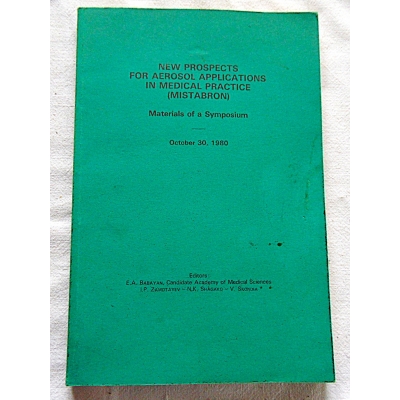 NEW PROSPECTS
FOR AEROSOL APPLICATIONS
IN MEDICAL PRACTICE
(MISTABRON)
Materials of a Symposium
October 30, 1980
Editors:
E.A. BABAYAN, Candidate Academy of Medical Sciences
I.P. ZAMOTAYEV – N.K. – V.